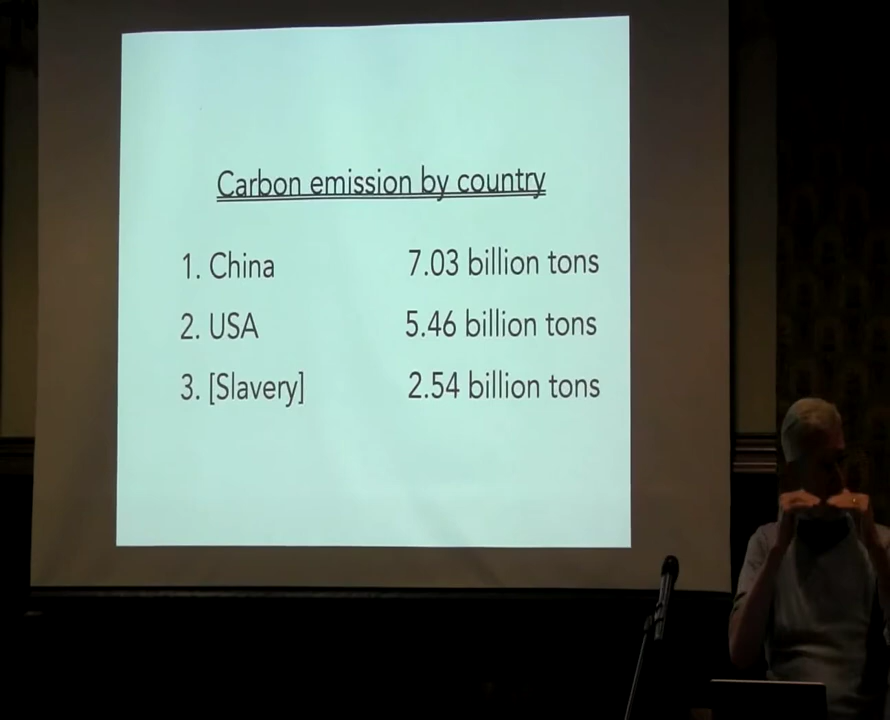 Carbon emission by country
1. China 7.03 billion tons
2. USA 5.46 billion tons
3. [Slavery] 2.54 billion tons